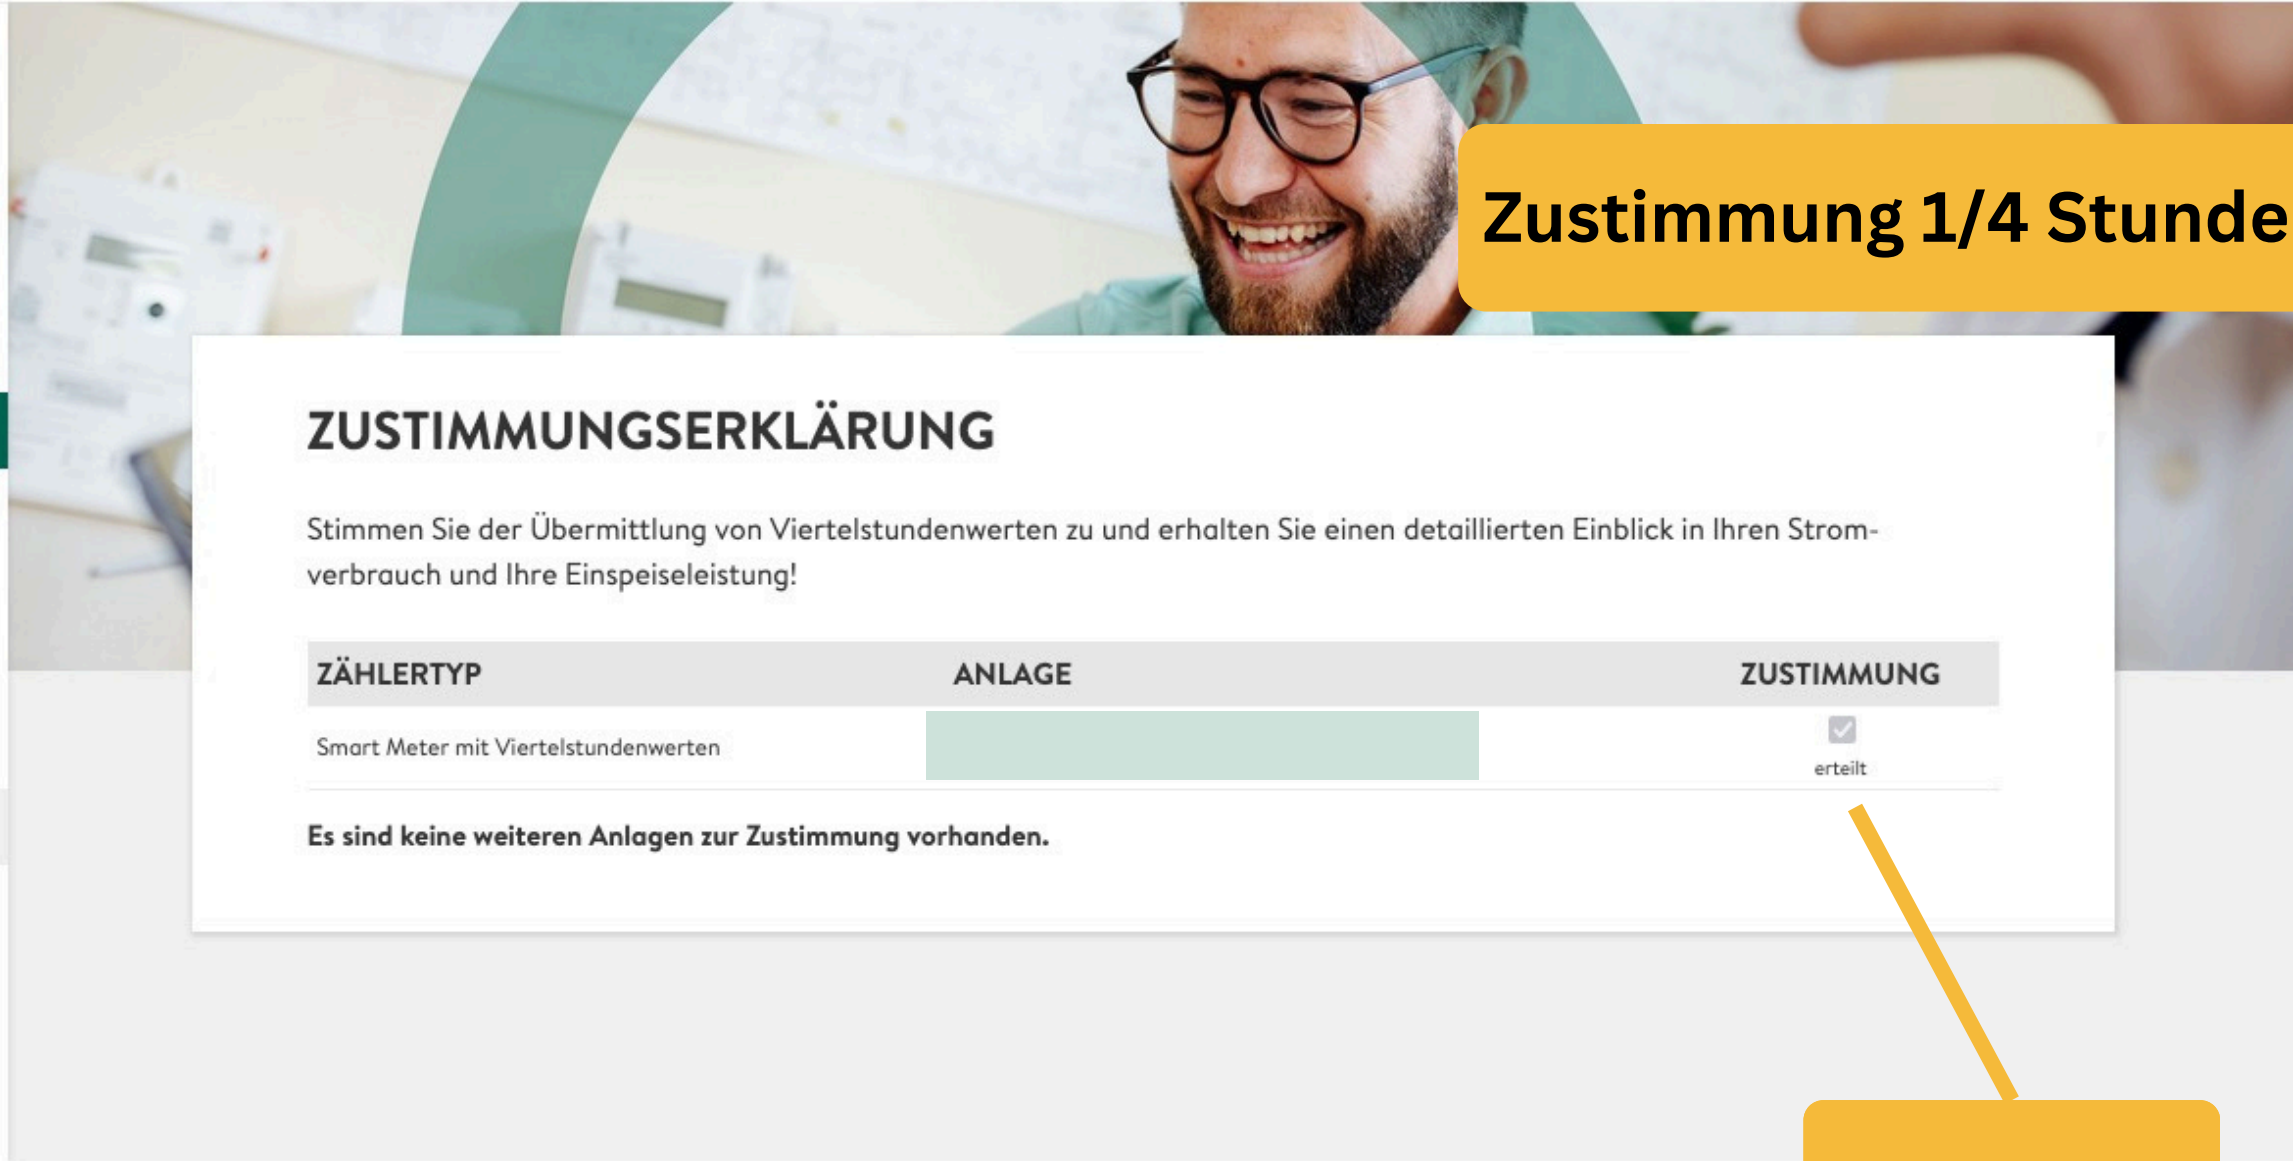 Zustimmung 1/4 Stunde
ZUSTIMMUNGSERKLÄRUNG
Stimmen Sie der Übermittlung von Viertelstundenwerten zu und erhalten Sie einen detaillierten Einblick in Ihren Strom-
verbrauch und Ihre Einspeiseleistung!
ZÄHLERTYP ANLAGE ZUSTIMMUNG
Smart Meter mit Viertelstundenwerten
erteilt
Es sind keine weiteren Anlagen zur Zustimmung vorhanden.